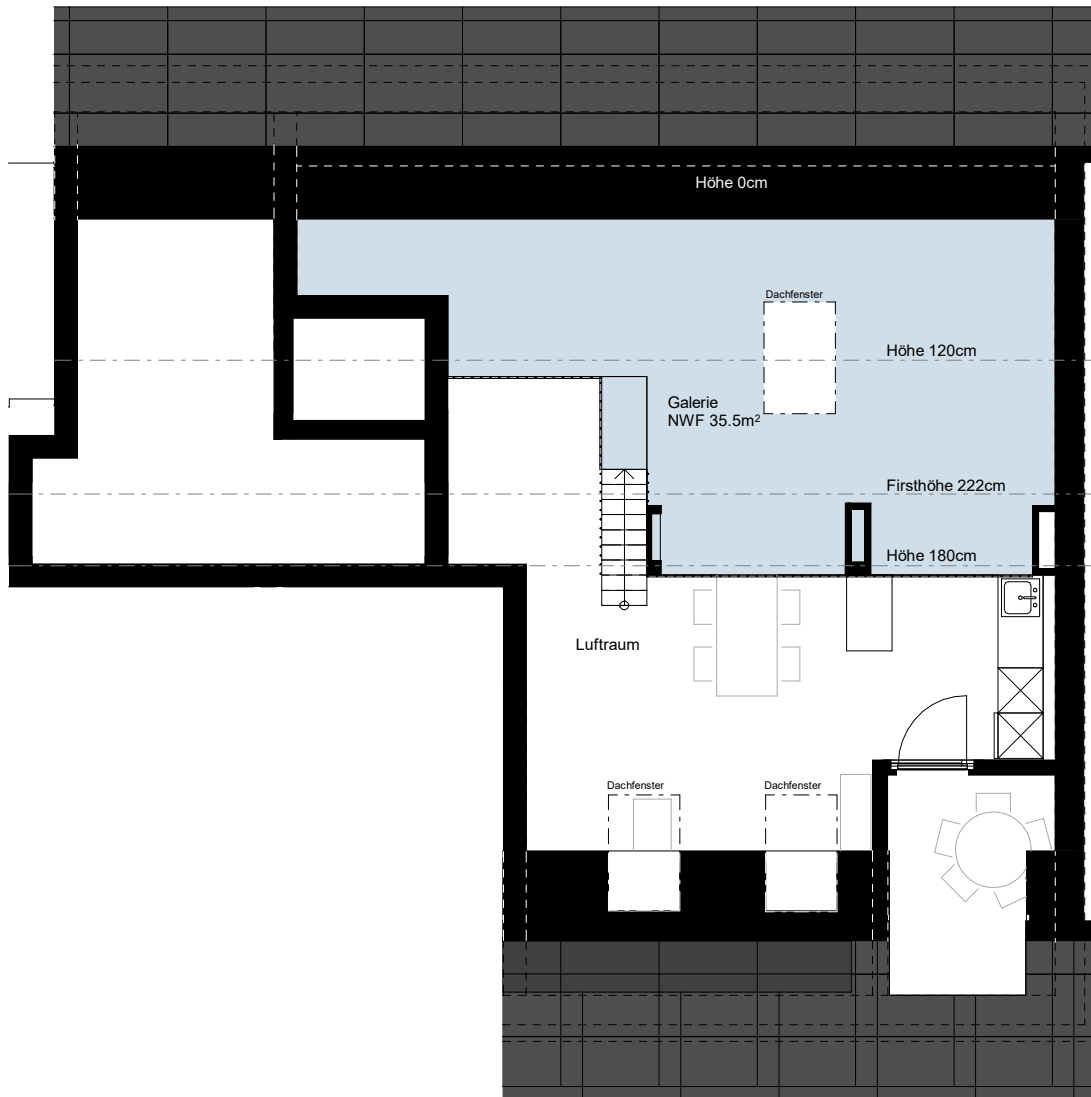 Höhe 0cm
Dachfenster
Höhe 120cm
Galerie
NWF 35.5m²
Firsthöhe 222cm
Höhe 180cm
Luftraum
Dachfenster
Dachfenster